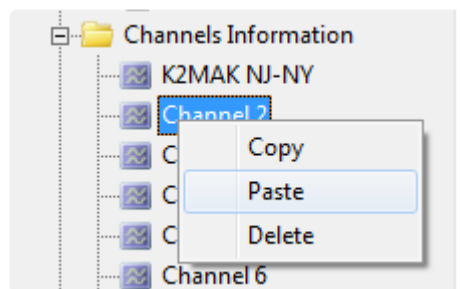 Channels Information
K2MAK NJ-NY
Channel 2
C
Copy
C
Paste
C
Delete
Channel 6